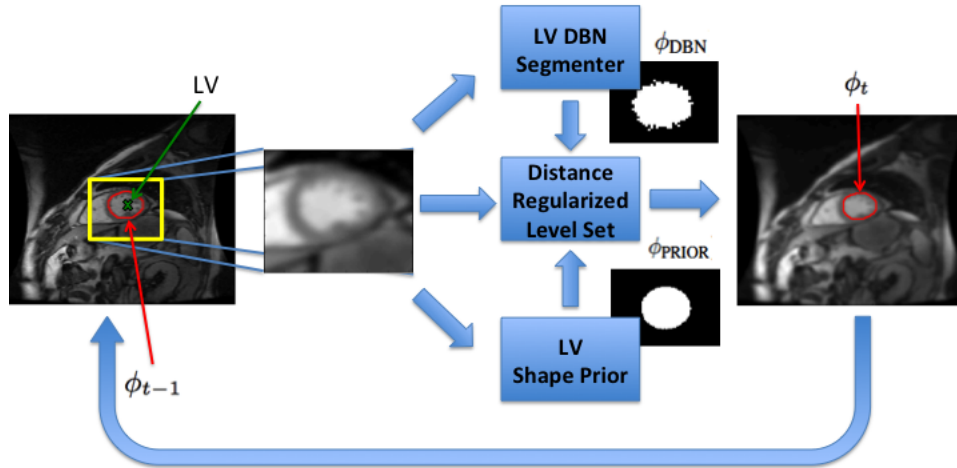 LV
ϕt−1
LV DBN
Segmenter
ϕDBN
Distance
Regularized
Level Set
ϕPRIOR
LV
Shape Prior
ϕt